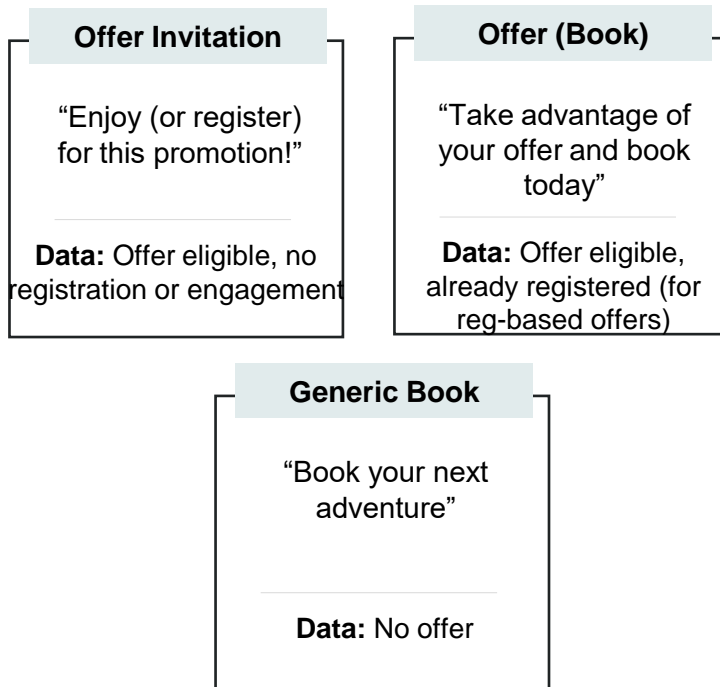 Offer Invitation
“Enjoy (or register)
for this promotion!”
Data: Offer eligible, no
registration or engagement
Offer (Book)
“Take advantage of
your offer and book
today”
Data: Offer eligible,
already registered (for
reg-based offers)
Generic Book
“Book your next
adventure”
Data: No offer